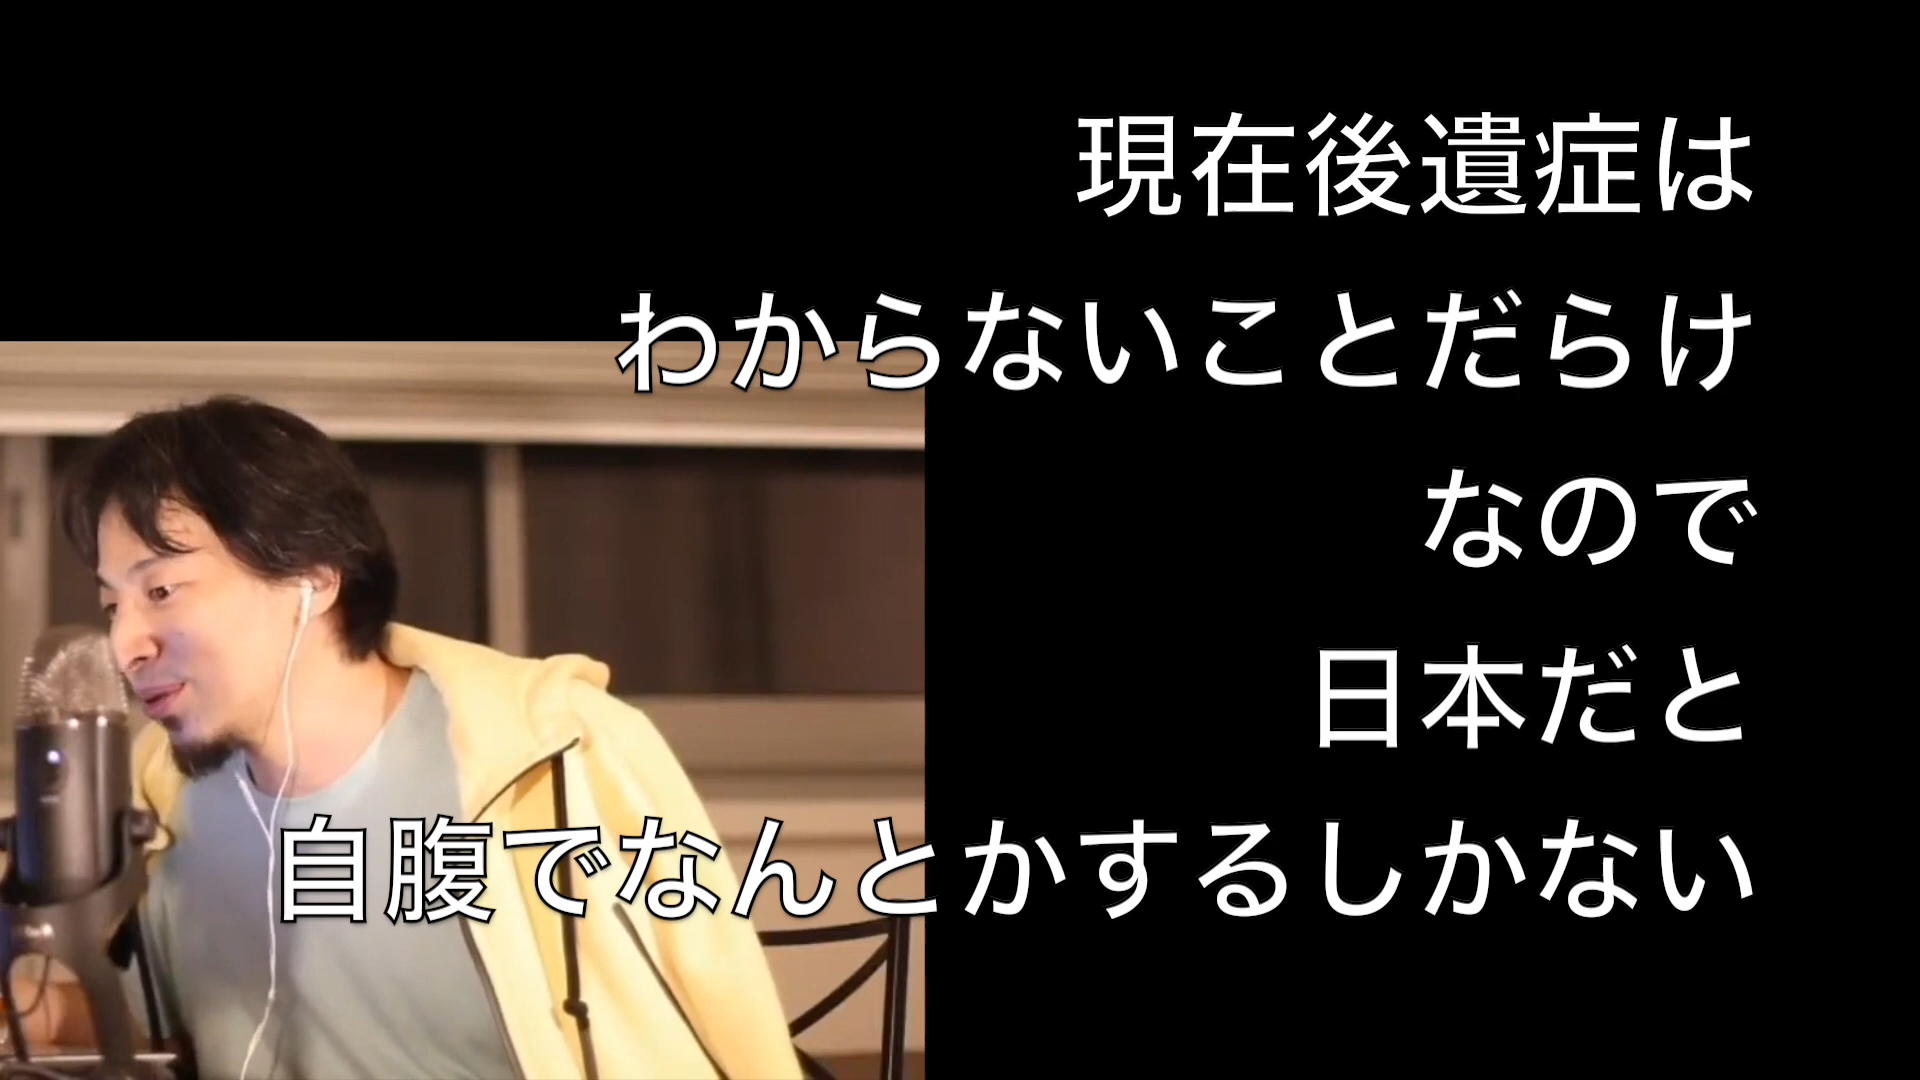 現在後遺症は
わからないことだらけ
なので
日本だと
自腹でなんとかするしかない